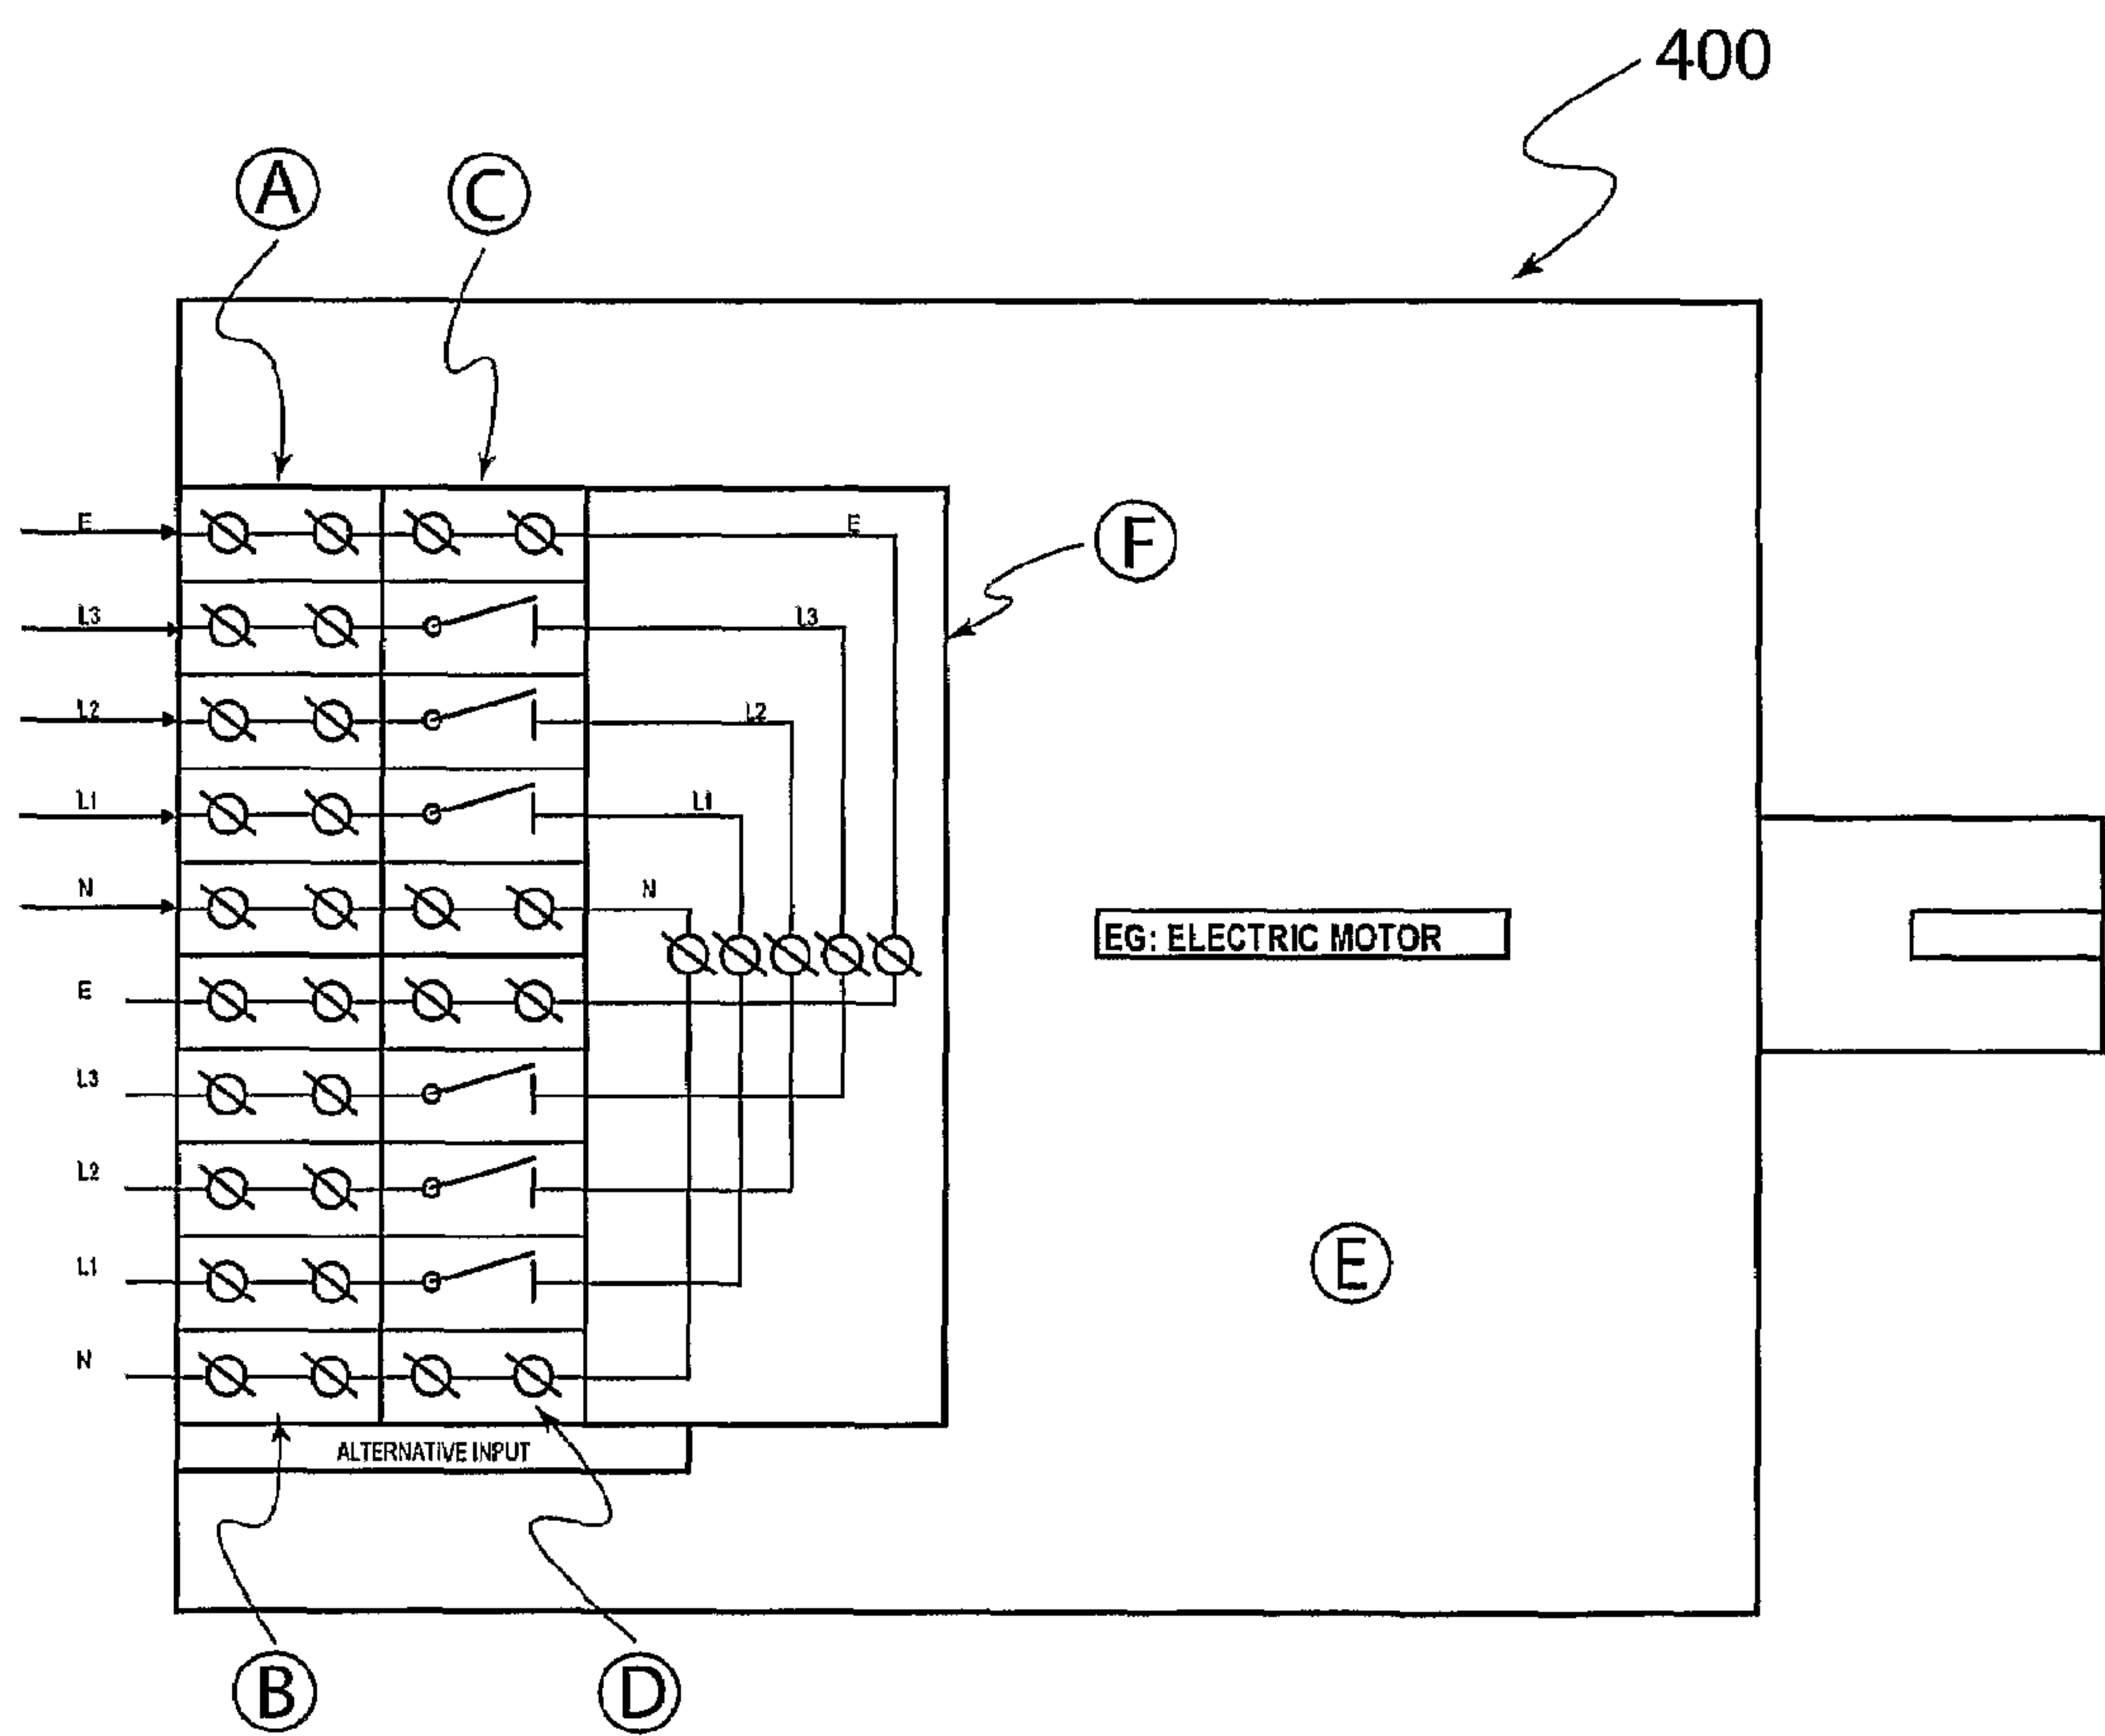 400
A
C
E
E
F
L3
L3
L2
L2
L1
L1
N
N
EG: ELECTRIC MOTOR
E
L3
L2
E
L1
N
ALTERNATIVE INPUT
B
D